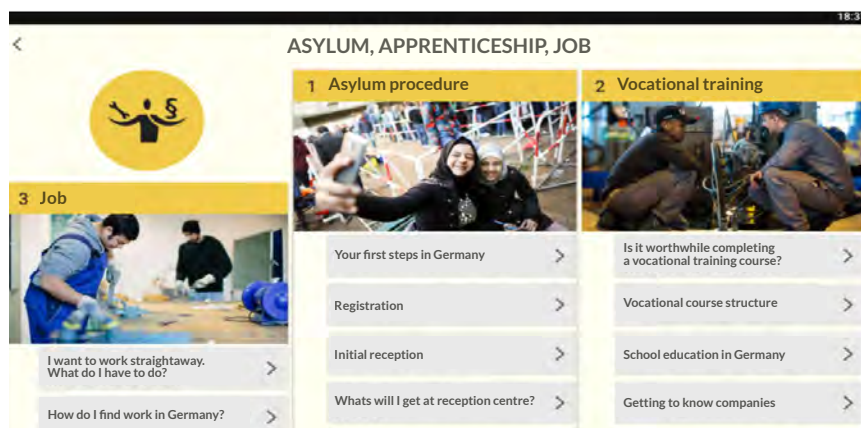 18:3
ASYLUM, APPRENTICESHIP, JOB
1 Asylum procedure
Your first steps in Germany
Registration
Initial reception
Whats will I get at reception centre?
2 Vocational training
Is it worthwhile completing
a vocational training course?
Vocational course structure
School education in Germany
Getting to know companies
§
3 Job
I want to work straightaway.
What do I have to do?
How do I find work in Germany?